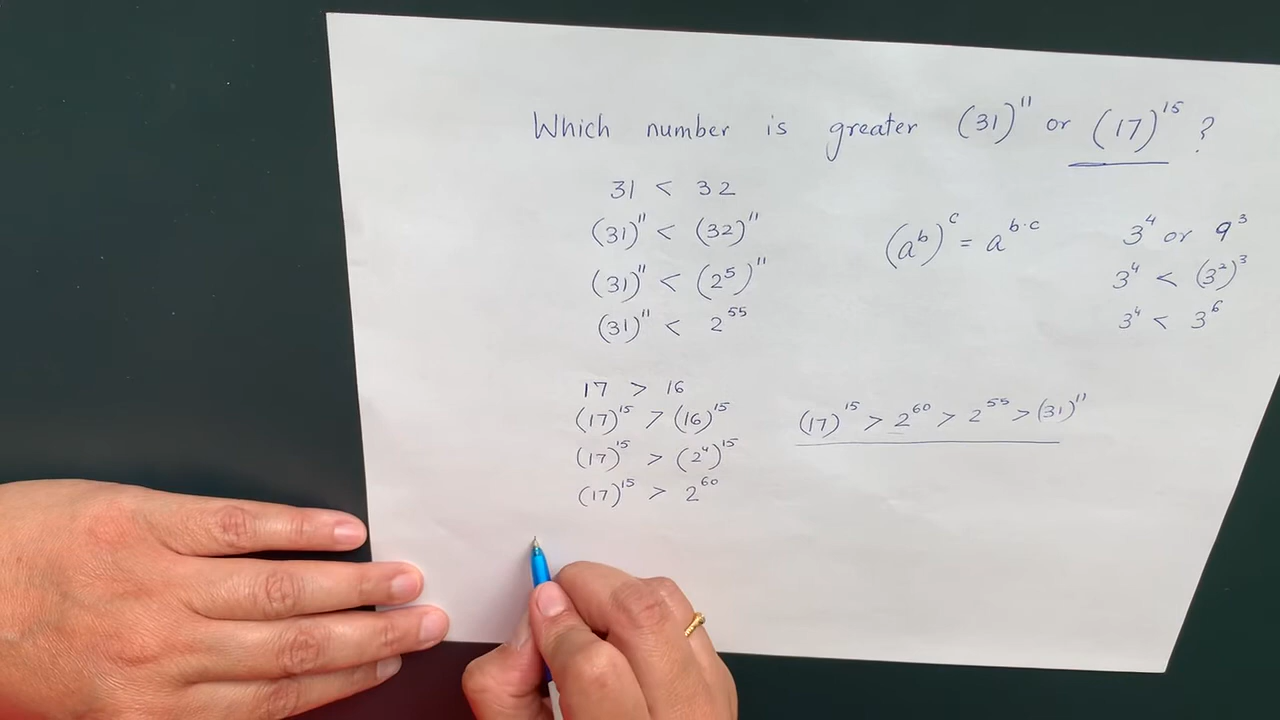 Which number is greater (31)^11 or (17)^15 ?
31 < 32
(31)^11 < (32)^11
(31)^11 < (2^5)^11
(31)^11 < 2^55
(a^b)^c = a^b·c
3^4 or 9^3
3^4 < (3^2)^3
3^4 < 3^6
17 > 16
(17)^15 > (16)^15
(17)^15 > (2^4)^15
(17)^15 > 2^60
(17)^15 > 2^60 > 2^55 > (31)^11